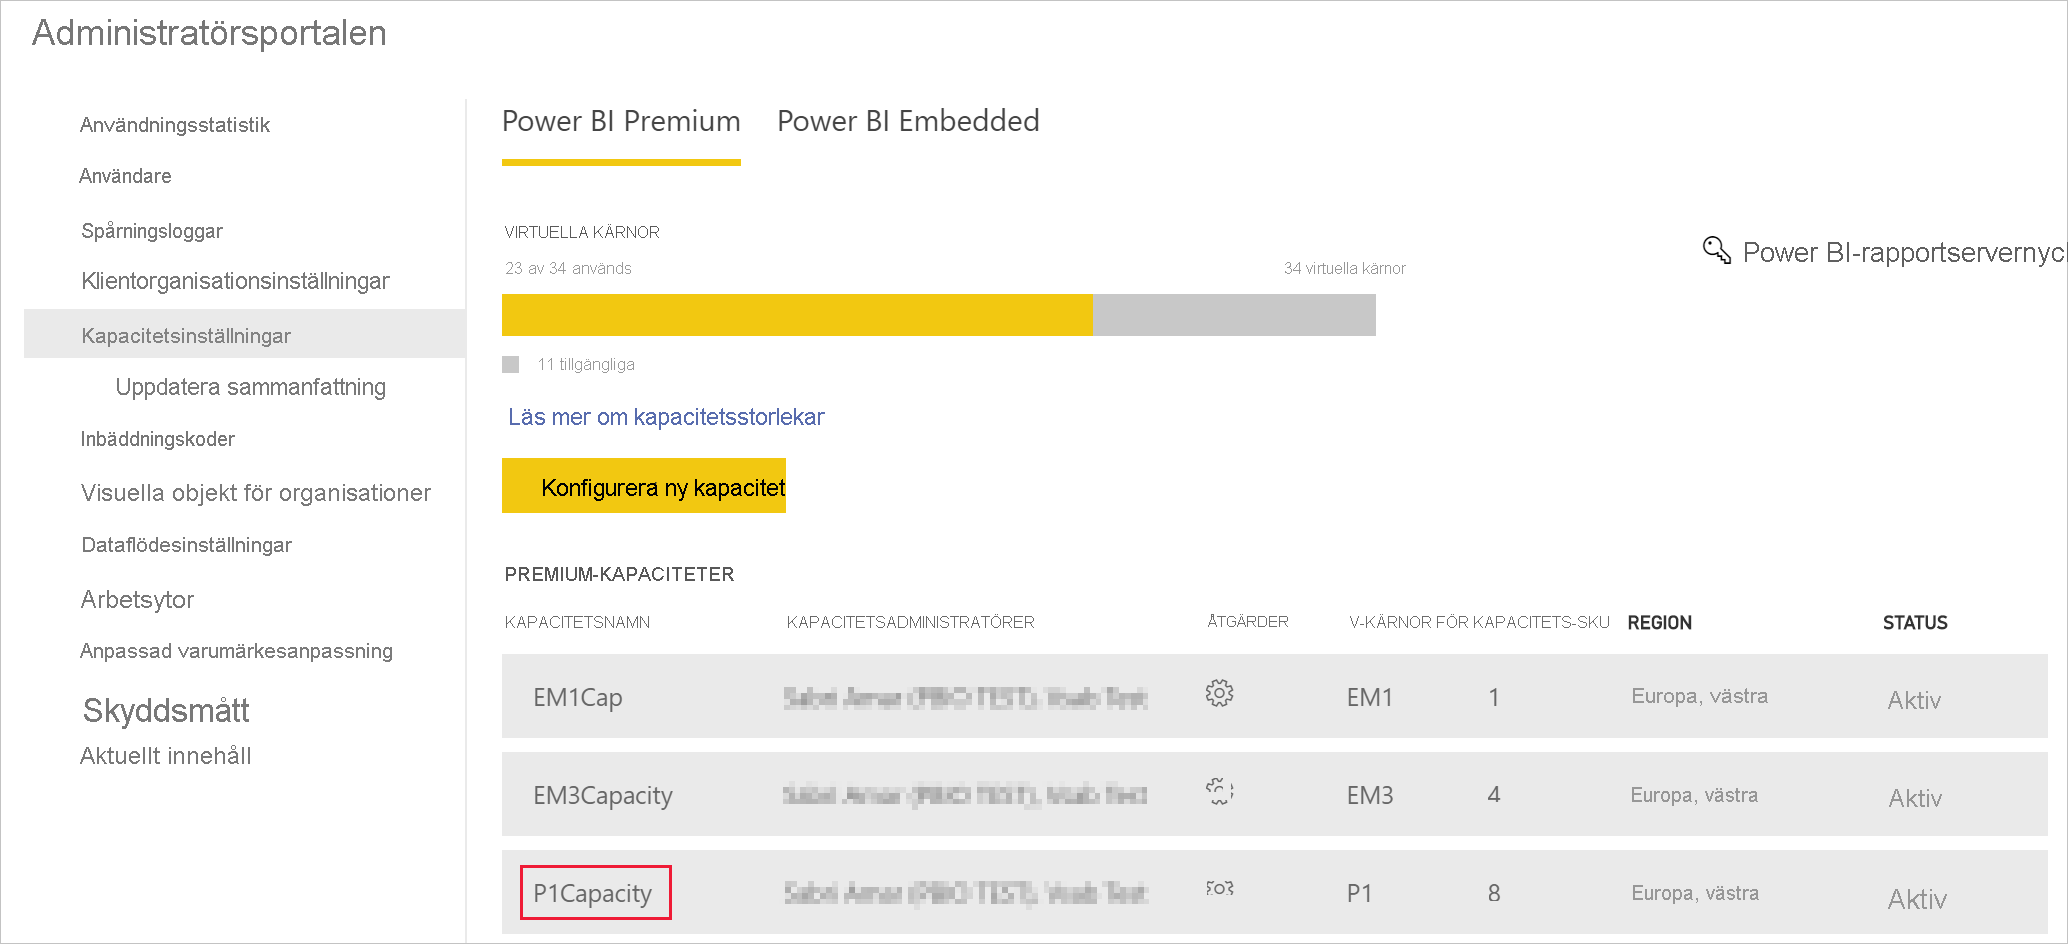 Administratörsportalen
Användningsstatistik
Användare
Spårningsloggar
Klientorganisationsinställningar
Kapacitetsinställningar
Uppdatera sammanfattning
Inbäddningskoder
Visuella objekt för organisationer
Dataflödesinställningar
Arbetsytor
Anpassad varumärkesanpassning
Skyddsmått
Aktuellt innehåll
Power BI Premium Power BI Embedded
VIRTUELLA KÄRNOR
23 av 34 används 34 virtuella kärnor
Power BI-rapportservernyc
11 tillgängliga
Läs mer om kapacitetsstorlekar
Konfigurera ny kapacitet
PREMIUM-KAPACITETER
KAPACITETSNAMN KAPACITETSADMINISTRATÖRER ÅTGÄRDER V-KÄRNOR FÖR KAPACITETS-SKU REGION STATUS
EM1Cap EM1 1 Europa, västra Aktiv
EM3Capacity EM3 4 Europa, västra Aktiv
P1Capacity P1 8 Europa, västra Aktiv